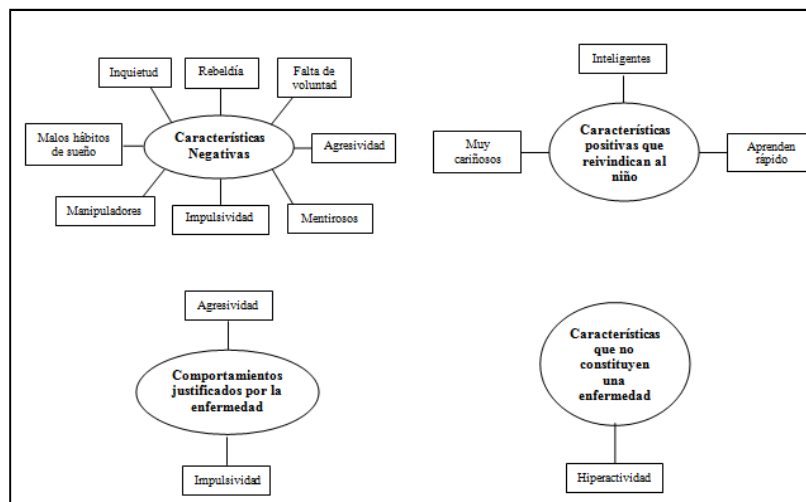 Inquietud
Rebeldía
Falta de
voluntad
Malos hábitos
de sueño
Características
Negativas
Agresividad
Manipuladores
Impulsividad
Mentirosos
Inteligentes
Muy
cariñosos
Características
positivas que
reivindican al
niño
Aprenden
rápido
Agresividad
Comportamientos
justificados por la
enfermedad
Impulsividad
Características
que no
constituyen
una
enfermedad
Hiperactividad